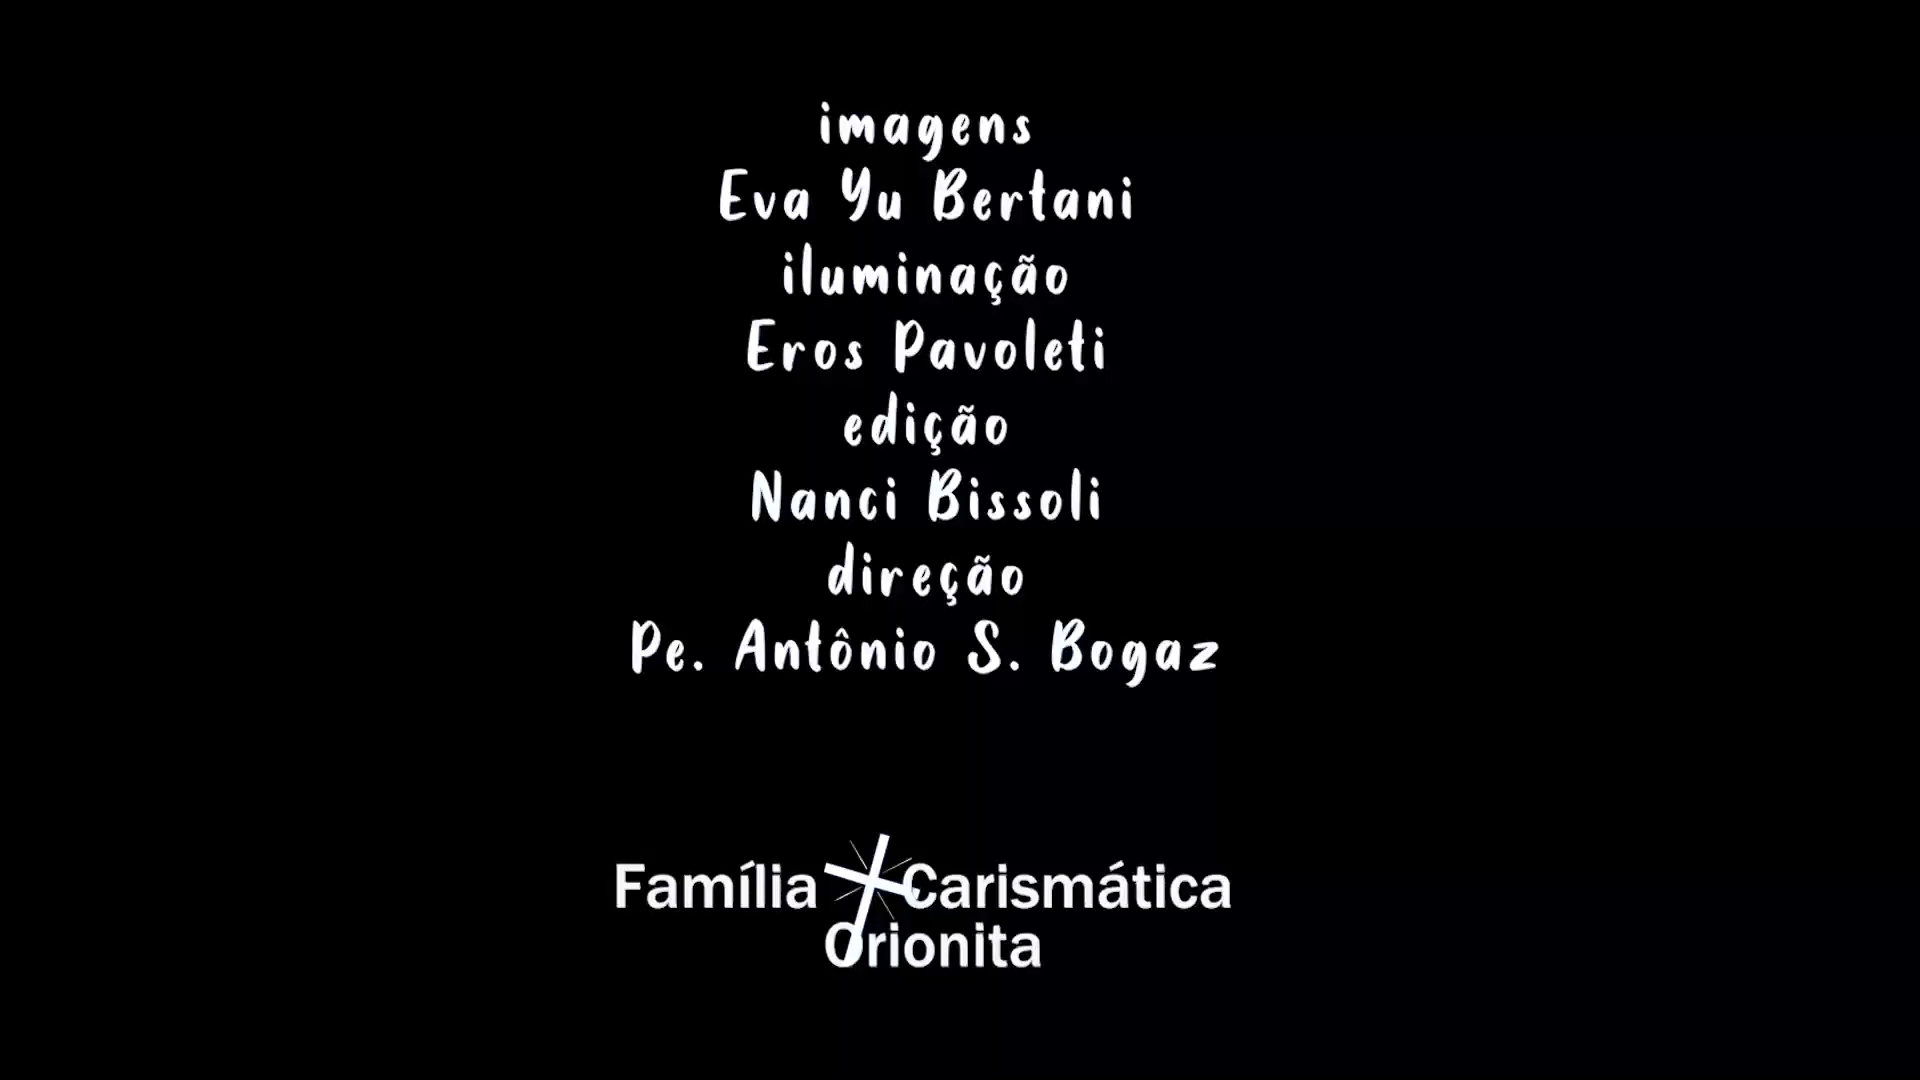 imagens
Eva Yu Bertani
iluminação
Eros Pavoleti
edição
Nanci Bissoli
direção
Pe. Antônio S. Bogaz
Família Carismática
Orionita